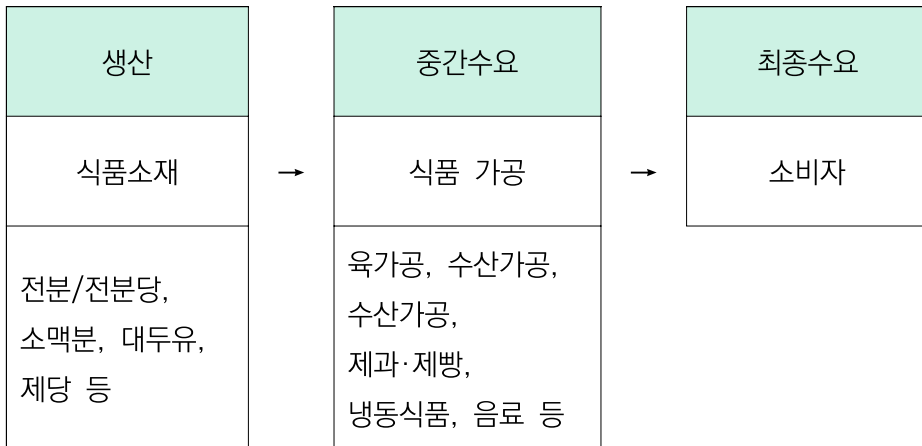 생산
식품소재
전분/전분당,
소맥분, 대두유,
제당 등
→
중간수요
식품 가공
육가공, 수산가공,
수산가공,
제과·제빵,
냉동식품, 음료 등
→
최종수요
소비자